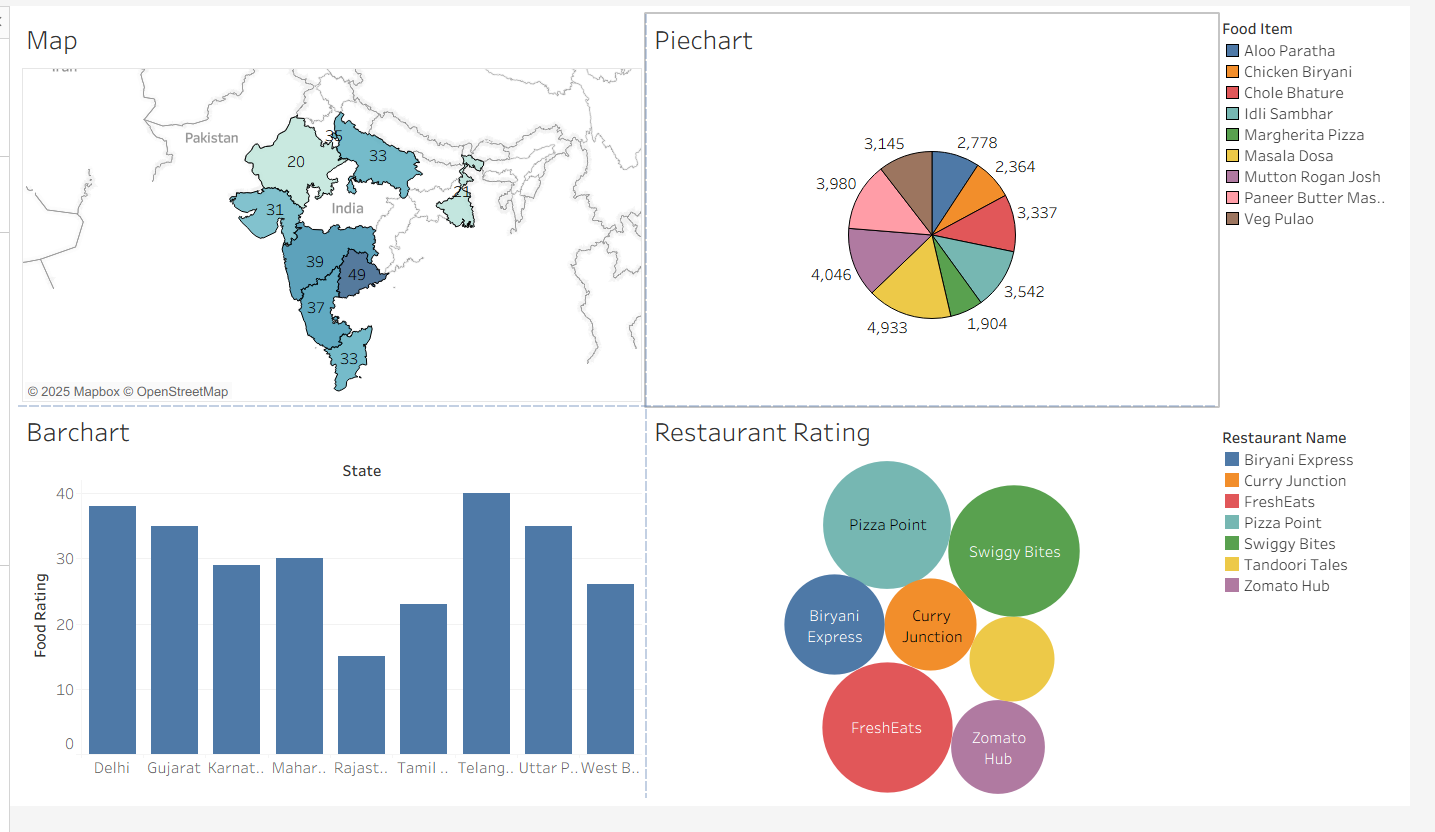 Map
Iran
Pakistan
35
33
20
21
31
India
39
49
37
33
© 2025 Mapbox © OpenStreetMap
Piechart
3,145
2,778
2,364
3,980
3,337
4,046
3,542
4,933
1,904
Food Item
Aloo Paratha
Chicken Biryani
Chole Bhature
Idli Sambhar
Margherita Pizza
Masala Dosa
Mutton Rogan Josh
Paneer Butter Mas..
Veg Pulao
Barchart
State
Food Rating
40
30
20
10
0
Delhi Gujarat Karnat.. Mahar.. Rajast.. Tamil .. Telang.. Uttar P.. West B..
Restaurant Rating
Pizza Point
Swiggy Bites
Biryani
Express
Curry
Junction
FreshEats
Zomato
Hub
Restaurant Name
Biryani Express
Curry Junction
FreshEats
Pizza Point
Swiggy Bites
Tandoori Tales
Zomato Hub